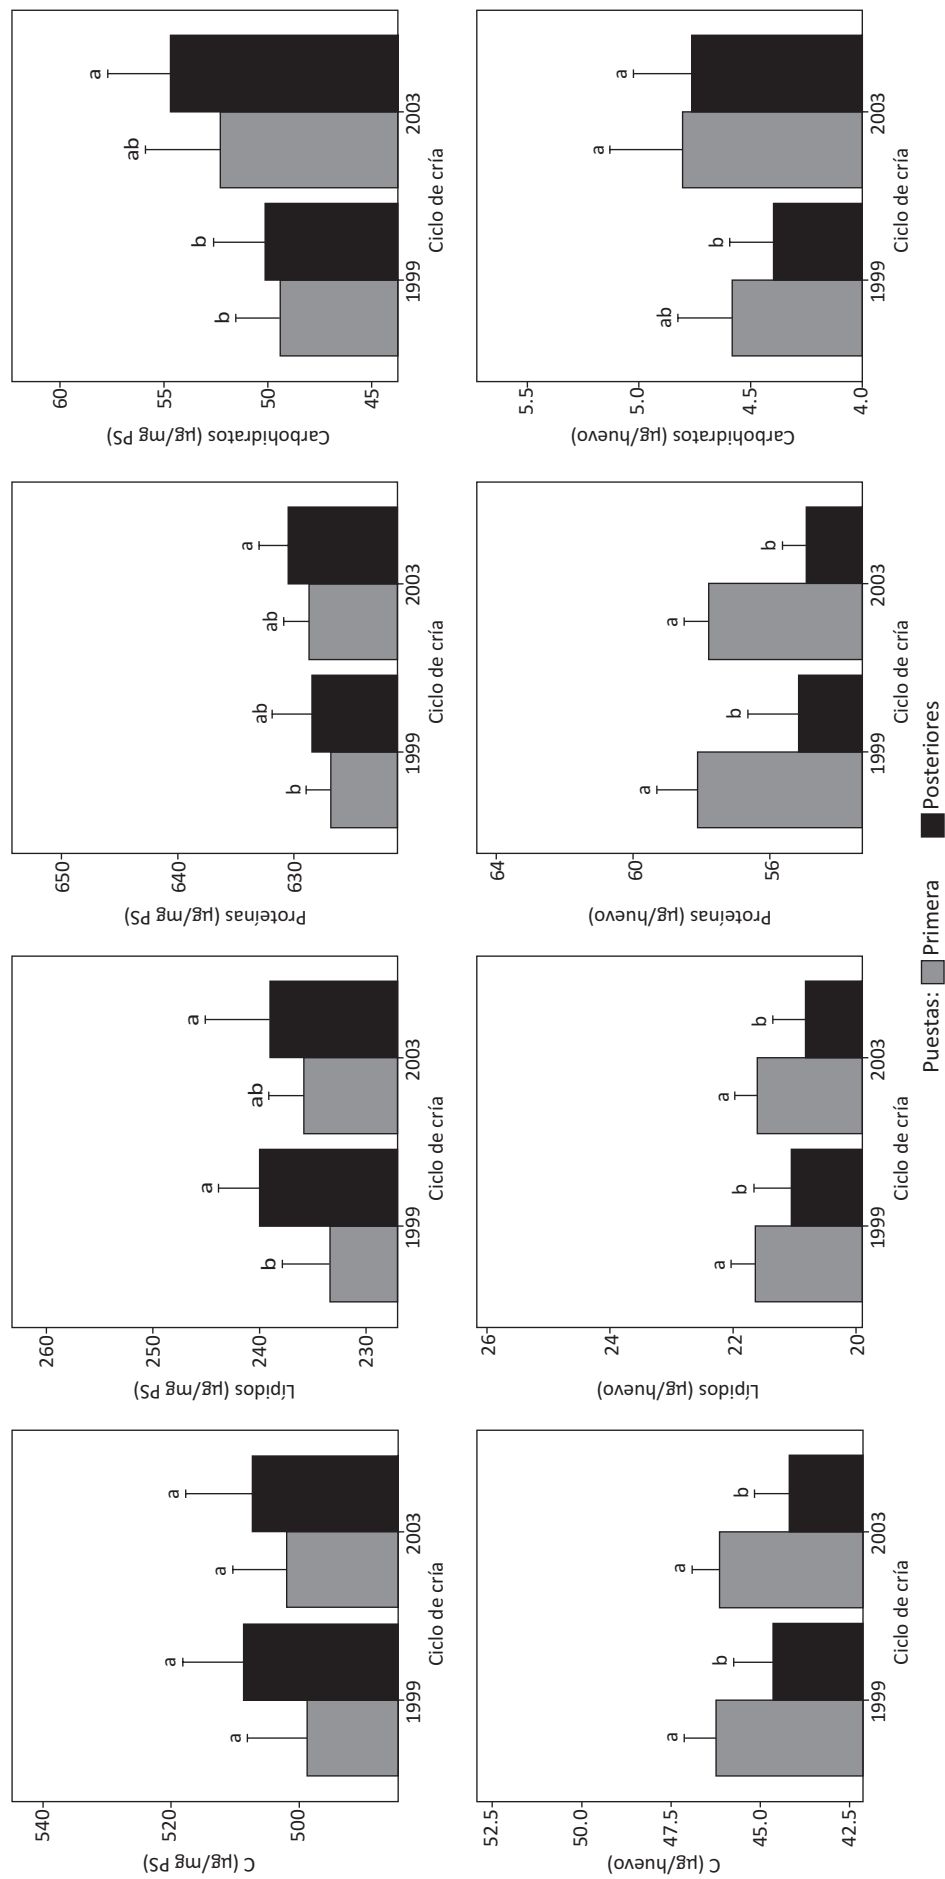 C (µg/mg PS)
540
520
500
a
a
a
a
1999
2003
Ciclo de cría
Lípidos (µg/mg PS)
260
250
240
230
b
a
ab
a
1999
2003
Ciclo de cría
Proteínas (µg/mg PS)
650
640
630
b
ab
ab
a
1999
2003
Ciclo de cría
Carbohidratos (µg/mg PS)
60
55
50
45
b
b
ab
a
1999
2003
Ciclo de cría
C (µg/huevo)
52.5
50.0
47.5
45.0
42.5
a
b
a
b
1999
2003
Ciclo de cría
Lípidos (µg/huevo)
26
24
22
20
a
b
a
b
1999
2003
Ciclo de cría
Proteínas (µg/huevo)
64
60
56
a
b
a
b
1999
2003
Ciclo de cría
Carbohidratos (µg/huevo)
5.5
5.0
4.5
4.0
ab
b
a
a
1999
2003
Ciclo de cría
Puestas: Primera Posteriores